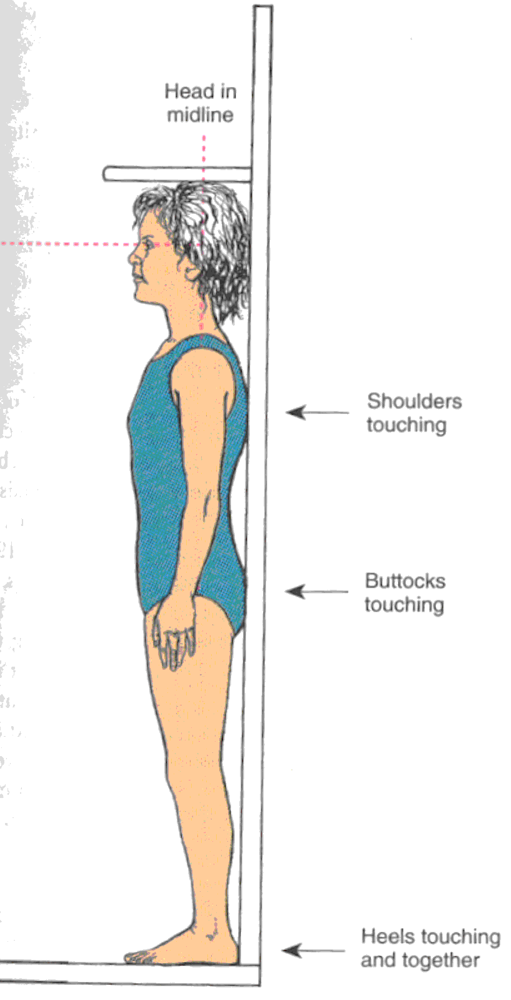 Head in
midline
Shoulders
touching
Buttocks
touching
Heels touching
and together